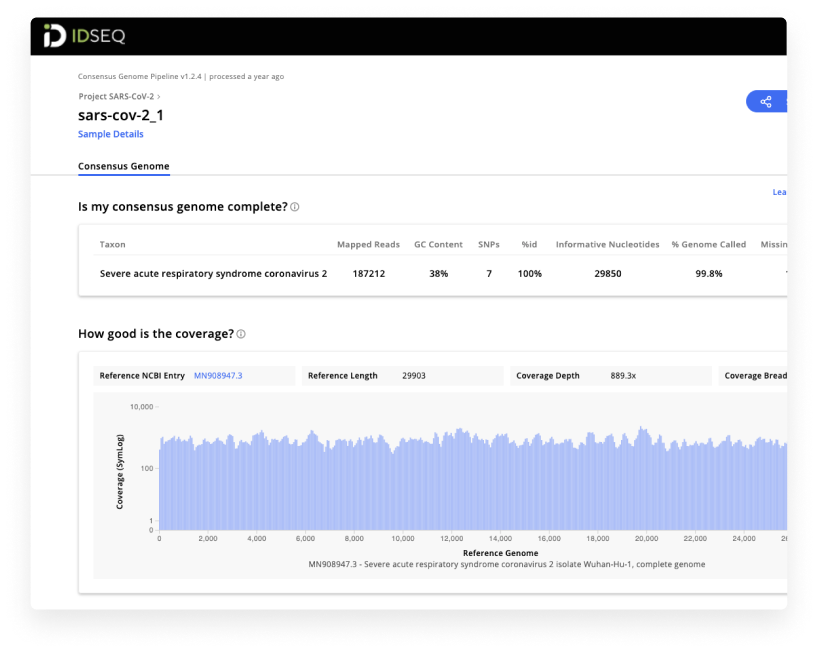 IDSEQ
Consensus Genome Pipeline v1.2.4 | processed a year ago
Project SARS-CoV-2 >
sars-cov-2_1
Sample Details
Consensus Genome
Lea
Is my consensus genome complete?
Taxon Mapped Reads GC Content SNPs %id Informative Nucleotides % Genome Called Missin
Severe acute respiratory syndrome coronavirus 2 187212 38% 7 100% 29850 99.8%
How good is the coverage?
Reference NCBI Entry MN908947.3 Reference Length 29903 Coverage Depth 889.3x Coverage Bread
10,000
100
1
0
Coverage (SymLog)
0 2,000 4,000 6,000 8,000 10,000 12,000 14,000 16,000 18,000 20,000 22,000 24,000
Reference Genome
MN908947.3 - Severe acute respiratory syndrome coronavirus 2 isolate Wuhan-Hu-1, complete genome